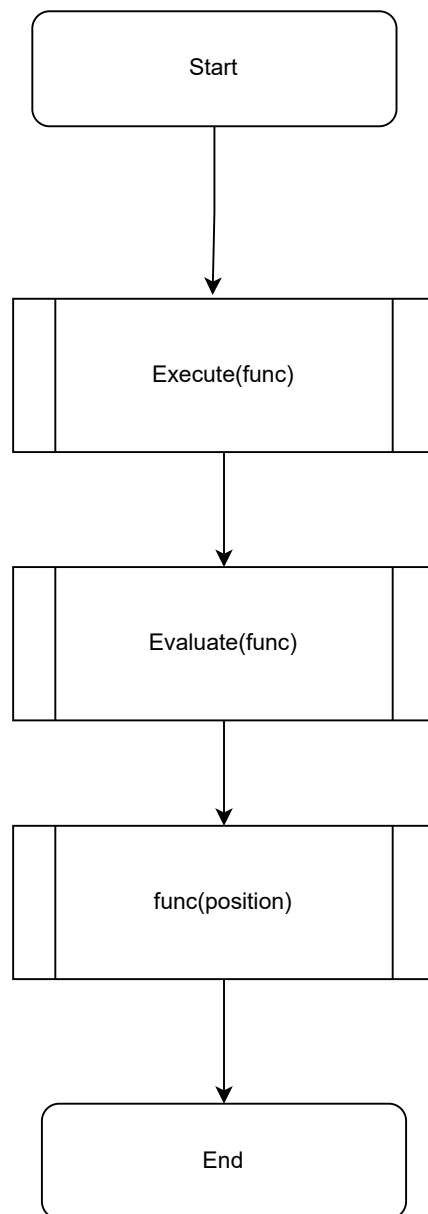 Start
Execute(func)
Evaluate(func)
func(position)
End